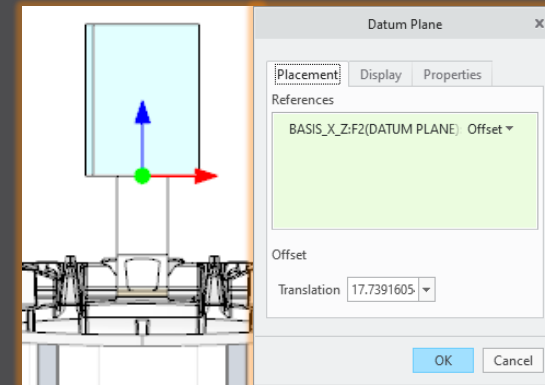 Datum Plane
x
Placement Display Properties
References
BASIS_X_Z:F2(DATUM PLANE) Offset
Offset
Translation 17.7391605
OK Cancel